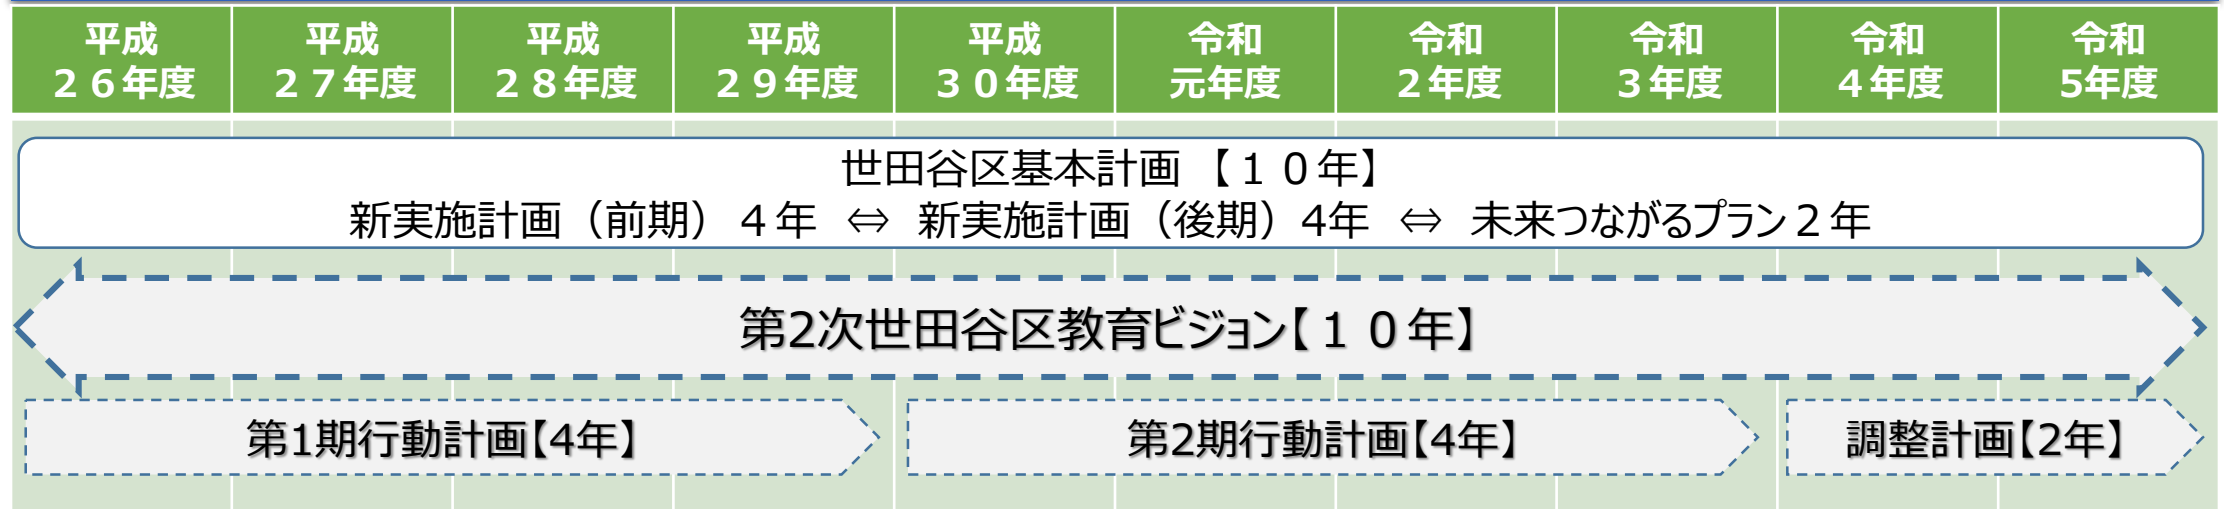 平成 平成 平成 平成 平成 令和 令和 令和 令和 令和
２６年度 ２７年度 ２８年度 ２９年度 ３０年度 元年度 ２年度 ３年度 ４年度 5年度
世田谷区基本計画 【１０年】
新実施計画（前期）４年 ⇔ 新実施計画（後期）4年 ⇔ 未来つながるプラン２年
第2次世田谷区教育ビジョン【１０年】
第1期行動計画【4年】 第2期行動計画【4年】 調整計画【2年】